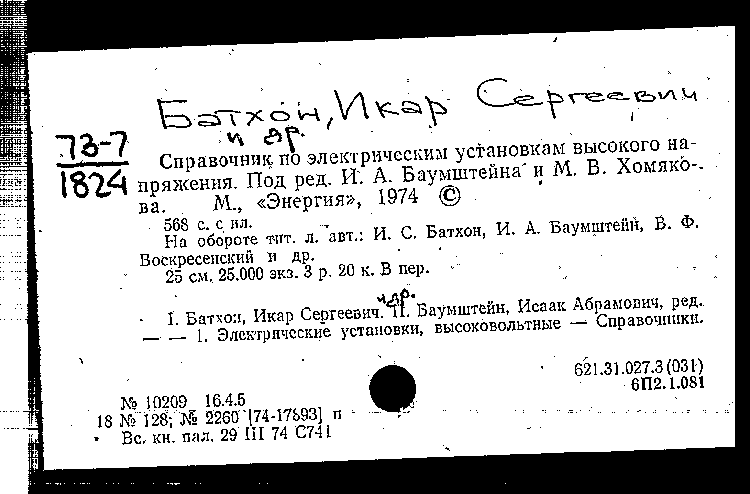 Батхон, Икар Сергеевич
и др.
73-7
1824
Справочник по электрическим установкам высокого на-
пряжения. Под ред. И. А. Баумштейна и М. В. Хомяко-
ва. М., «Энергия», 1974 ©
568 с. с ил.
На обороте тит. л. авт.: И. С. Батхон, И. А. Баумштейн, В. Ф.
Воскресенский и др.
25 см. 25.000 экз. 3 р. 20 к. В пер.
и др.
I. Батхон, Икар Сергеевич. II. Баумштейн, Исаак Абрамович, ред.
— — 1. Электрические установки, высоковольтные — Справочники.
621.31.027.3(031)
6П2.1.081
№ 10209 16.4.5
18 № 128; № 2260 [74-17893] п
Вс. кн. пал. 29 III 74 С741